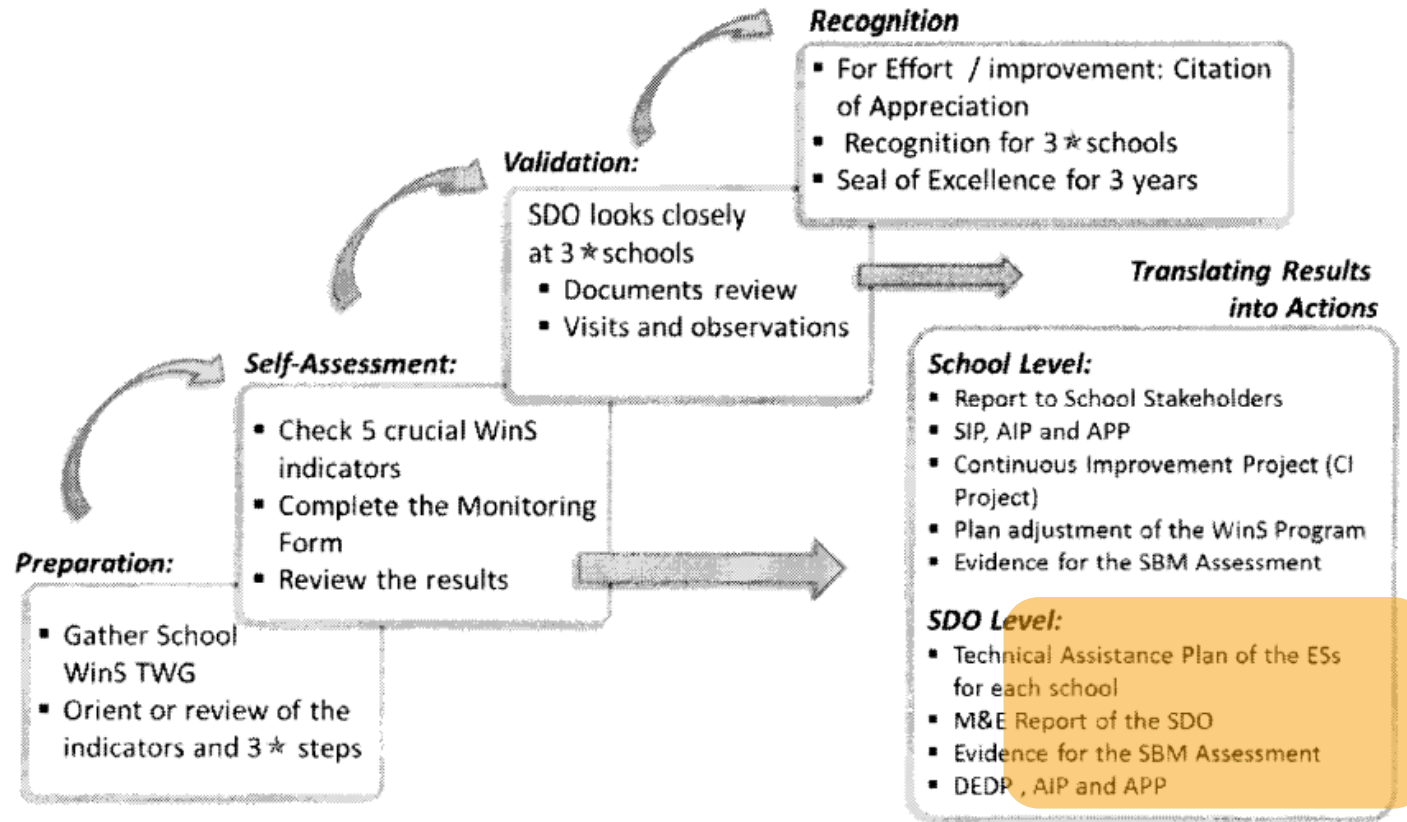 Recognition
▪ For Effort / improvement: Citation
of Appreciation
▪ Recognition for 3 ★ schools
▪ Seal of Excellence for 3 years
Validation:
SDO looks closely
at 3 ★ schools
▪ Documents review
▪ Visits and observations
Self-Assessment:
▪ Check 5 crucial WinS
indicators
▪ Complete the Monitoring
Form
▪ Review the results
Preparation:
▪ Gather School
WinS TWG
▪ Orient or review of the
indicators and 3 ★ steps
Translating Results
into Actions
School Level:
▪ Report to School Stakeholders
▪ SIP, AIP and APP
▪ Continuous Improvement Project (CI
Project)
▪ Plan adjustment of the WinS Program
▪ Evidence for the SBM Assessment
SDO Level:
▪ Technical Assistance Plan of the ESs
for each school
▪ M&E Report of the SDO
▪ Evidence for the SBM Assessment
▪ DEDP , AIP and APP